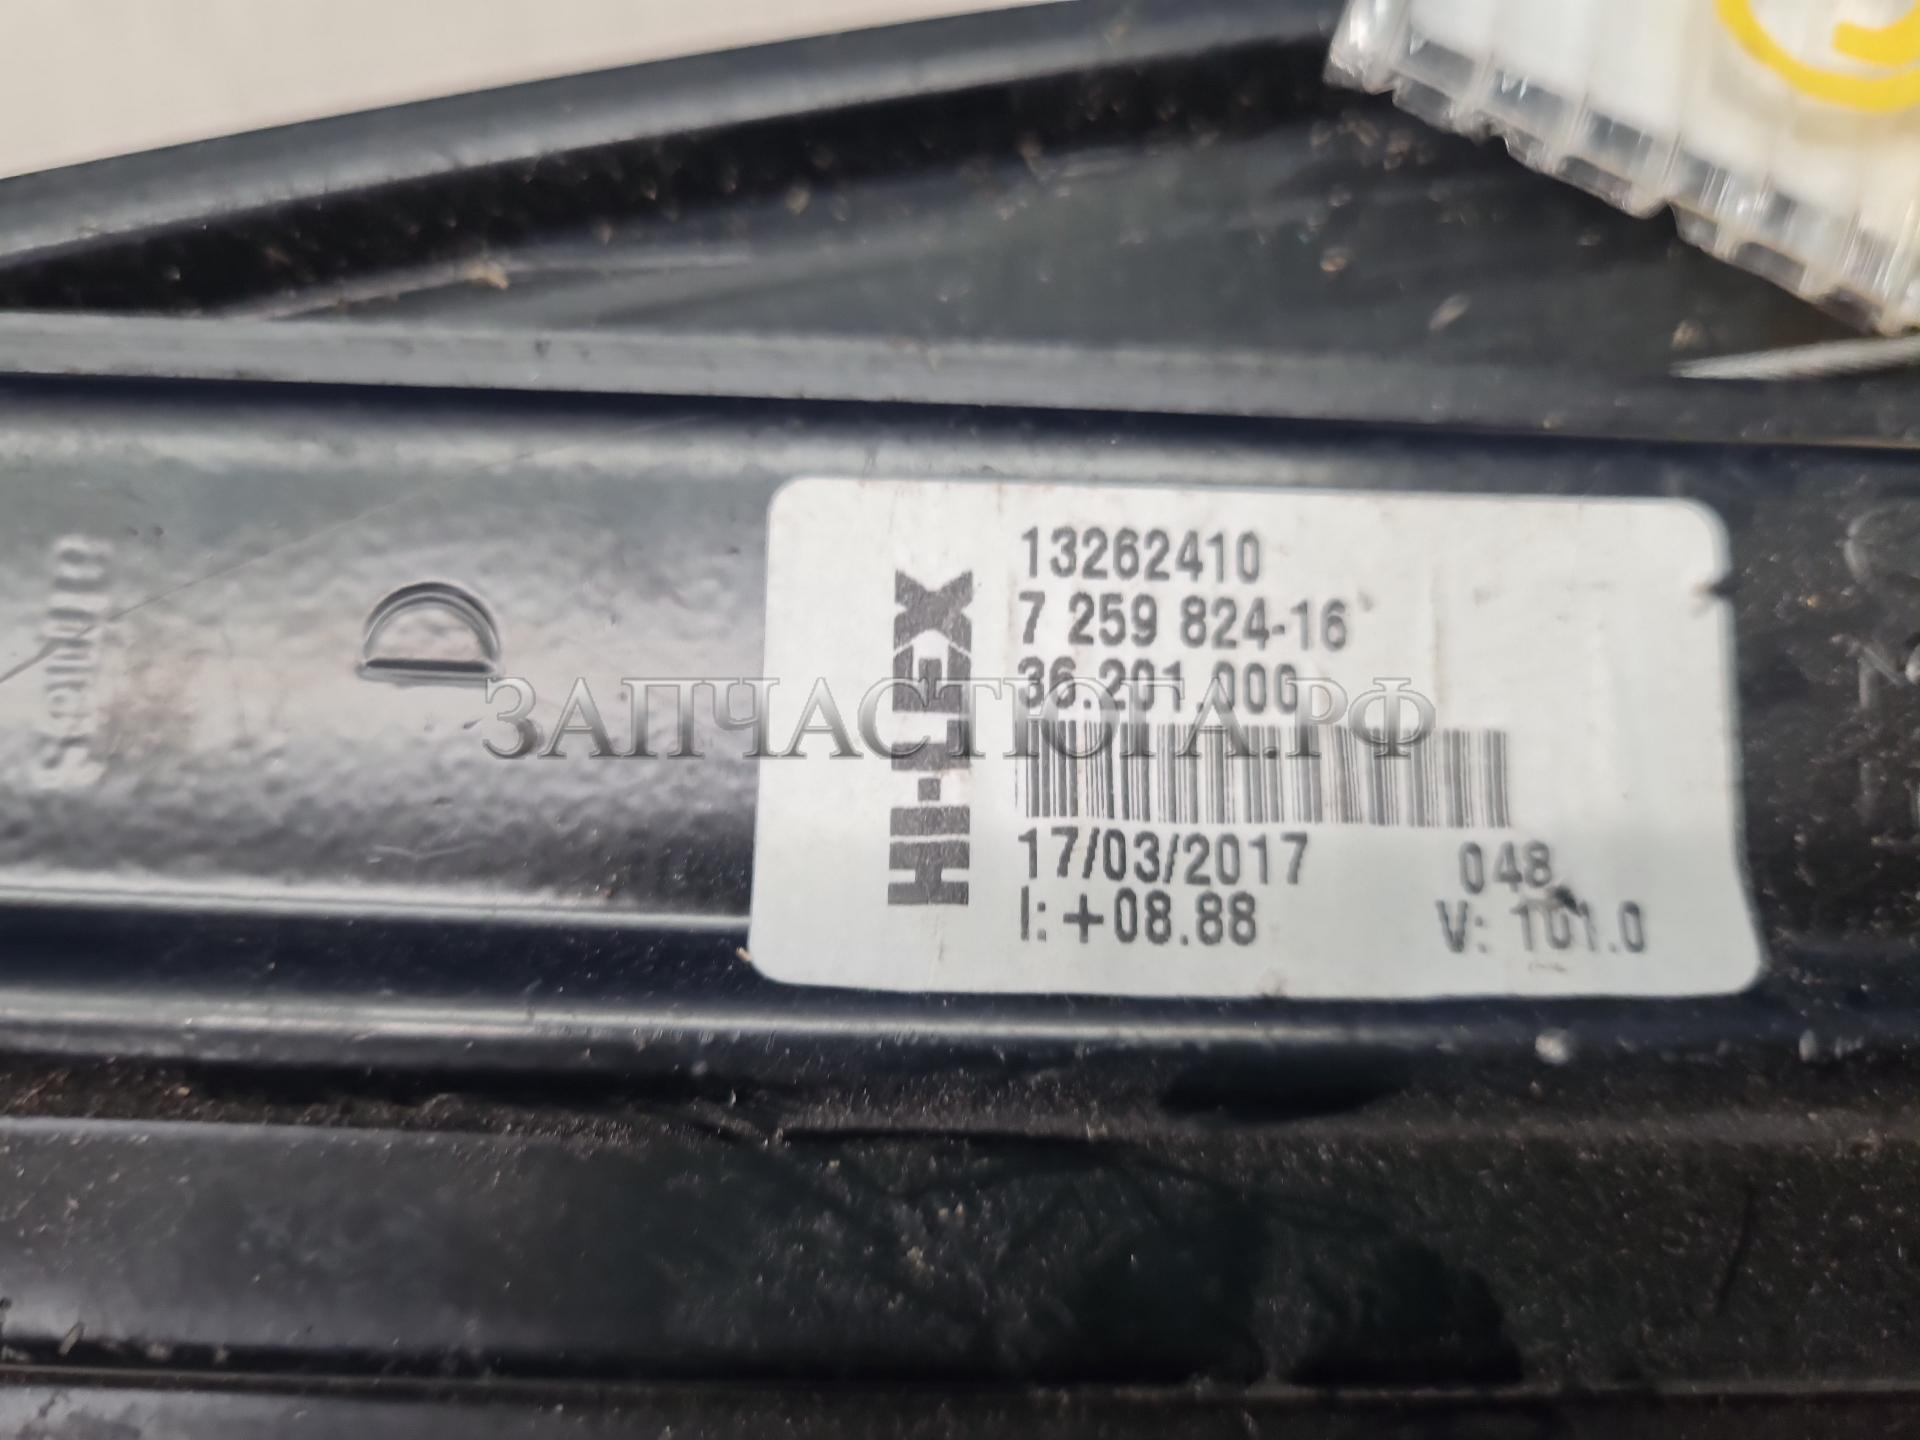 13262410
7 259 824-16
36.201.000
HI-LEX
17/03/2017 048
I: +08.88 V: 101.0
D
ЗАПЧАСТЮГА.РФ